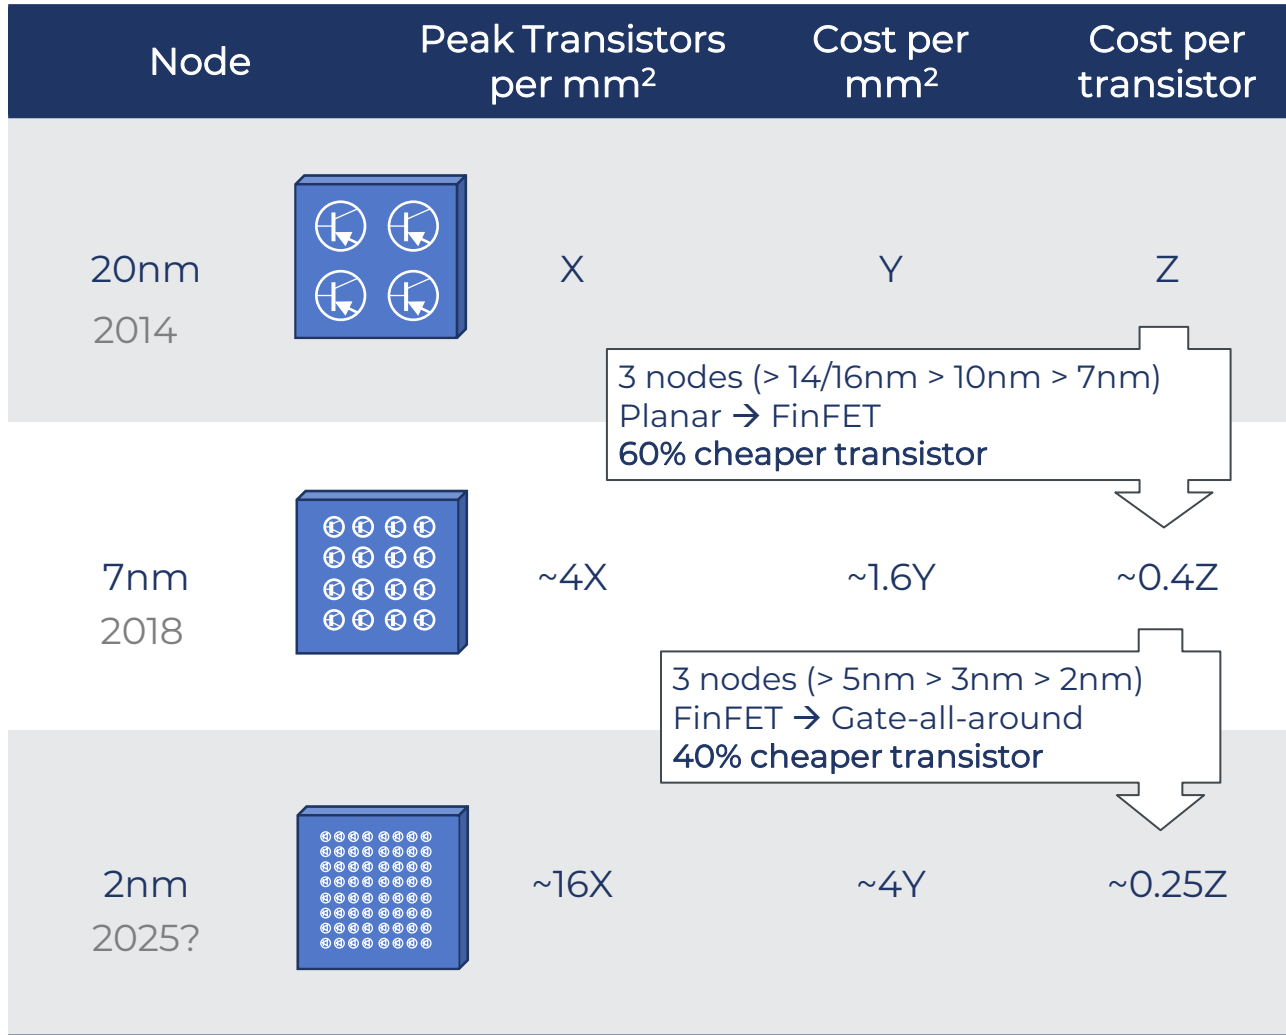 Node
Peak Transistors
per mm²
Cost per
mm²
Cost per
transistor
20nm
2014
X
Y
Z
3 nodes (> 14/16nm > 10nm > 7nm)
Planar → FinFET
60% cheaper transistor
7nm
2018
~4X
~1.6Y
~0.4Z
3 nodes (> 5nm > 3nm > 2nm)
FinFET → Gate-all-around
40% cheaper transistor
2nm
2025?
~16X
~4Y
~0.25Z